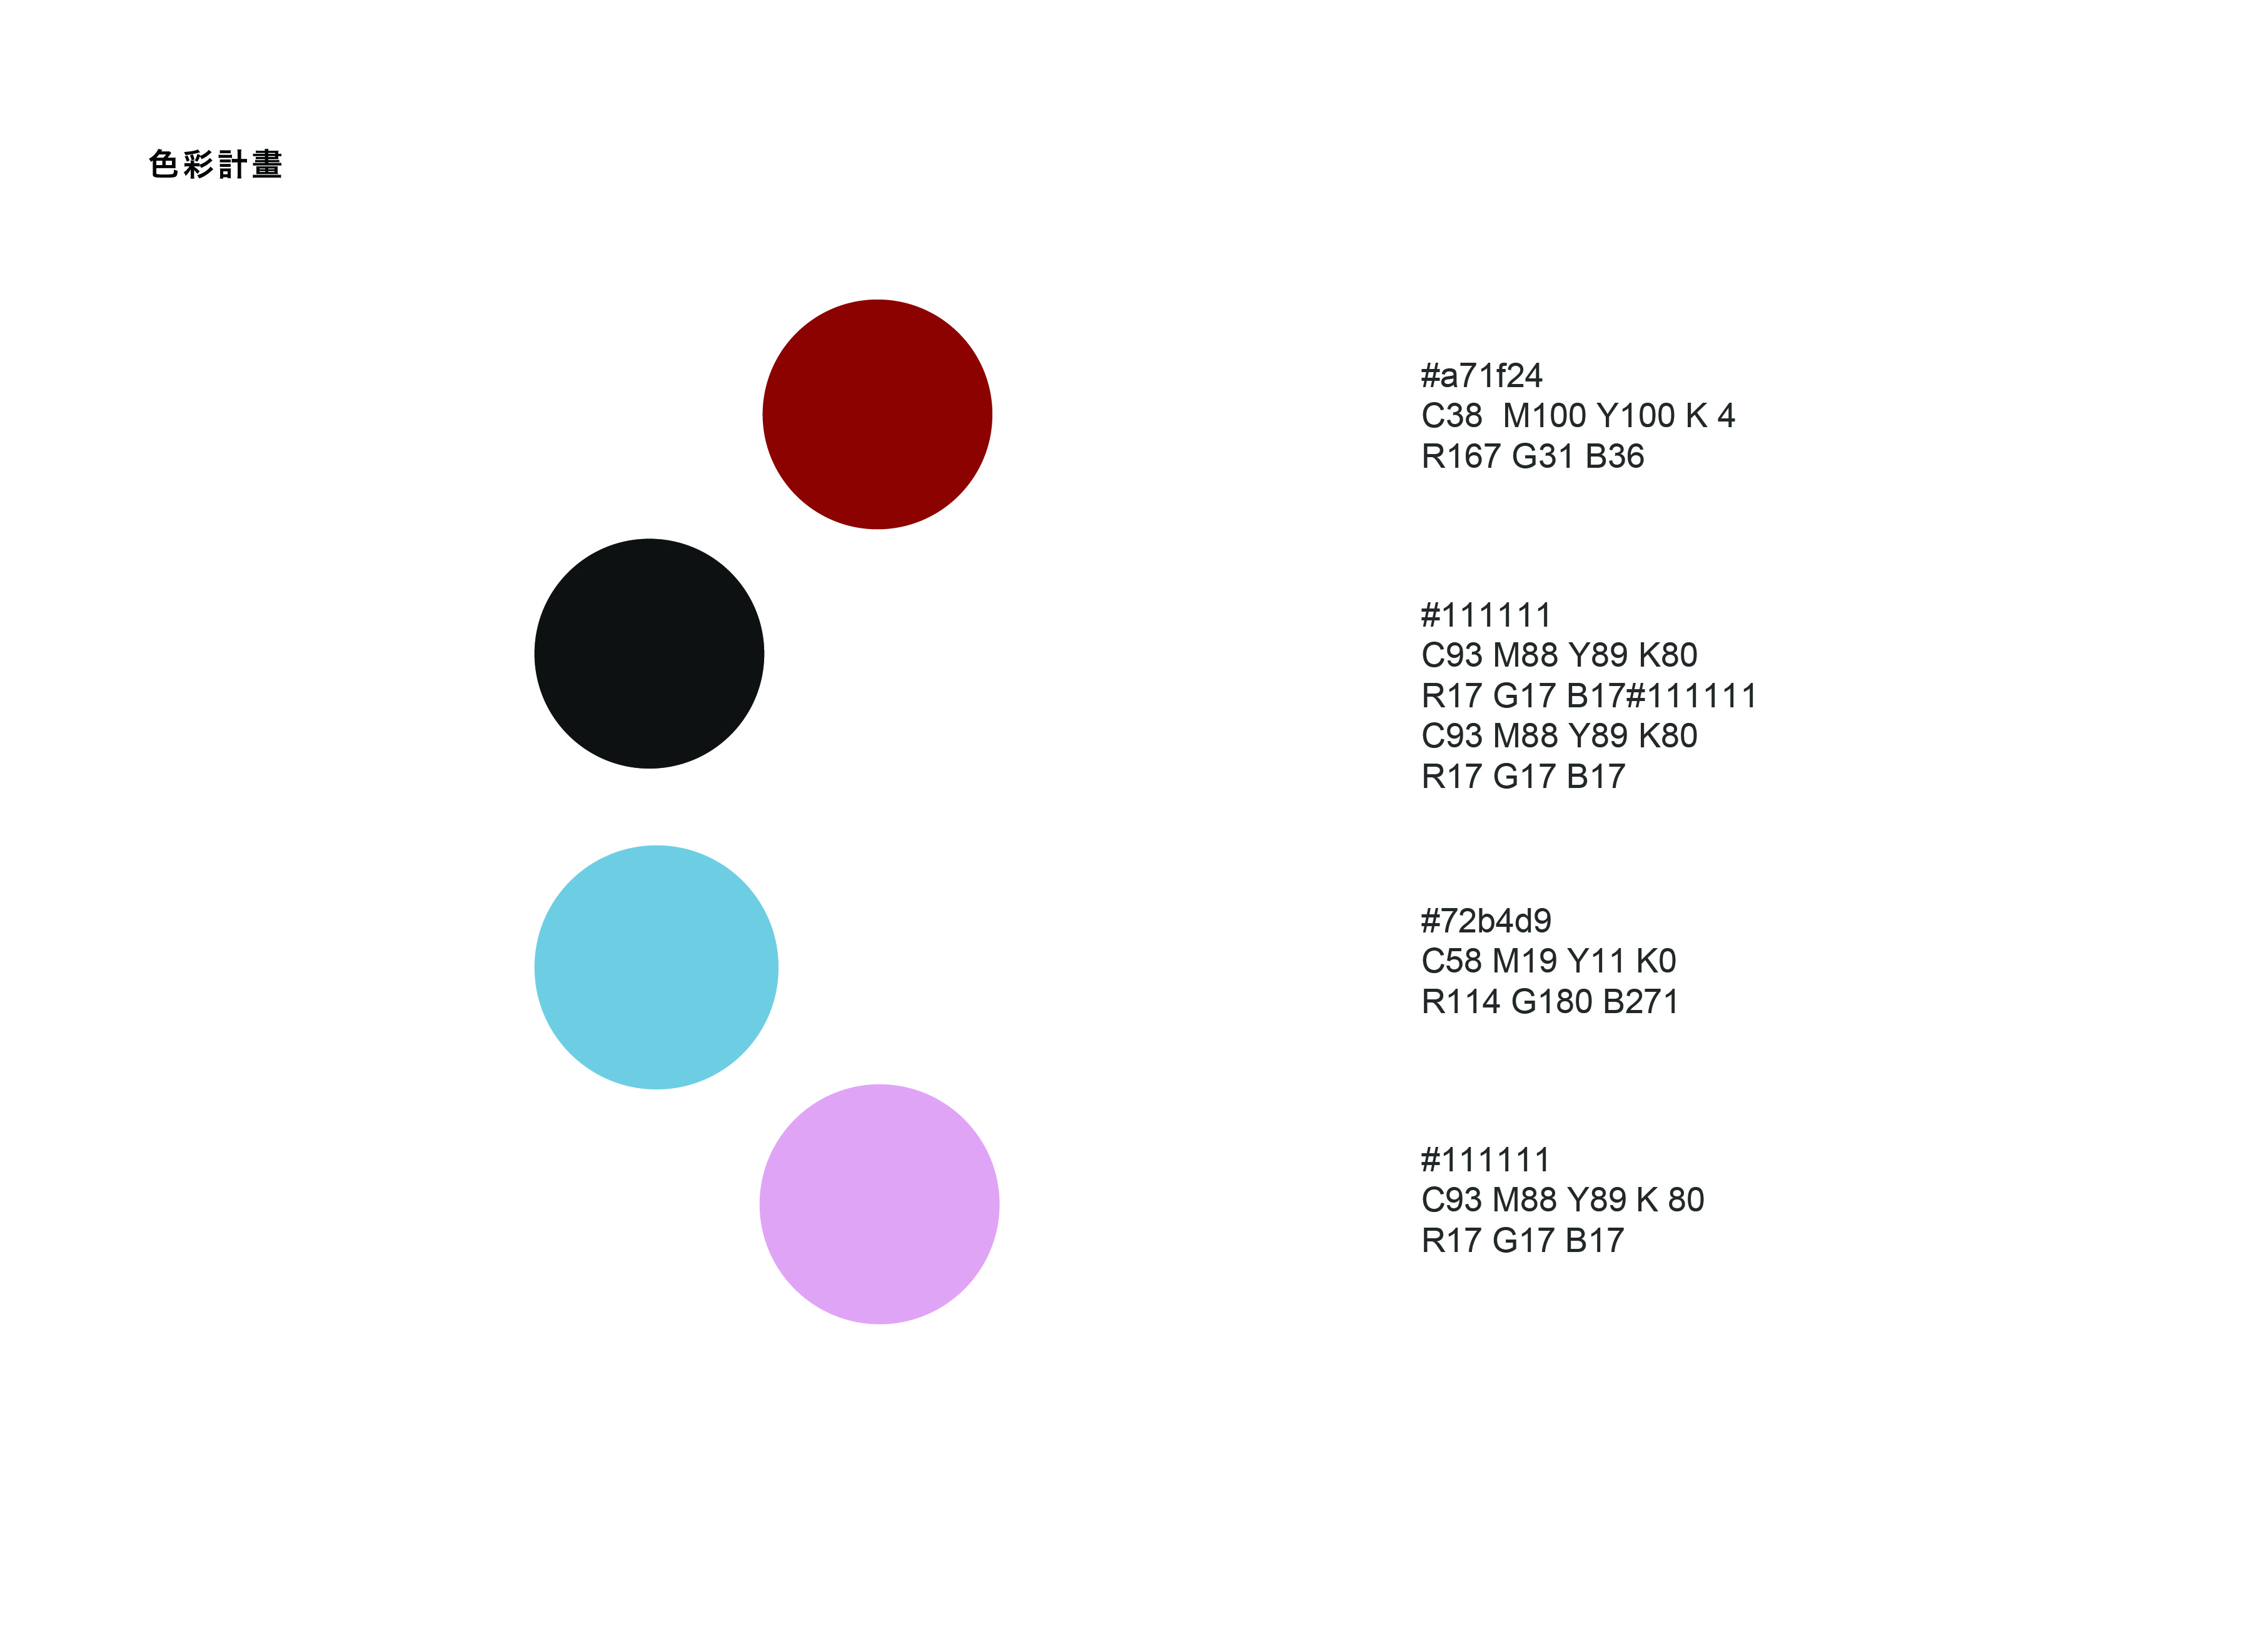 色彩計畫
#a71f24
C38  M100 Y100 K 4
R167 G31 B36
#111111
C93 M88 Y89 K80
R17 G17 B17#111111
C93 M88 Y89 K80
R17 G17 B17
#72b4d9
C58 M19 Y11 K0
R114 G180 B271
#111111
C93 M88 Y89 K 80
R17 G17 B17